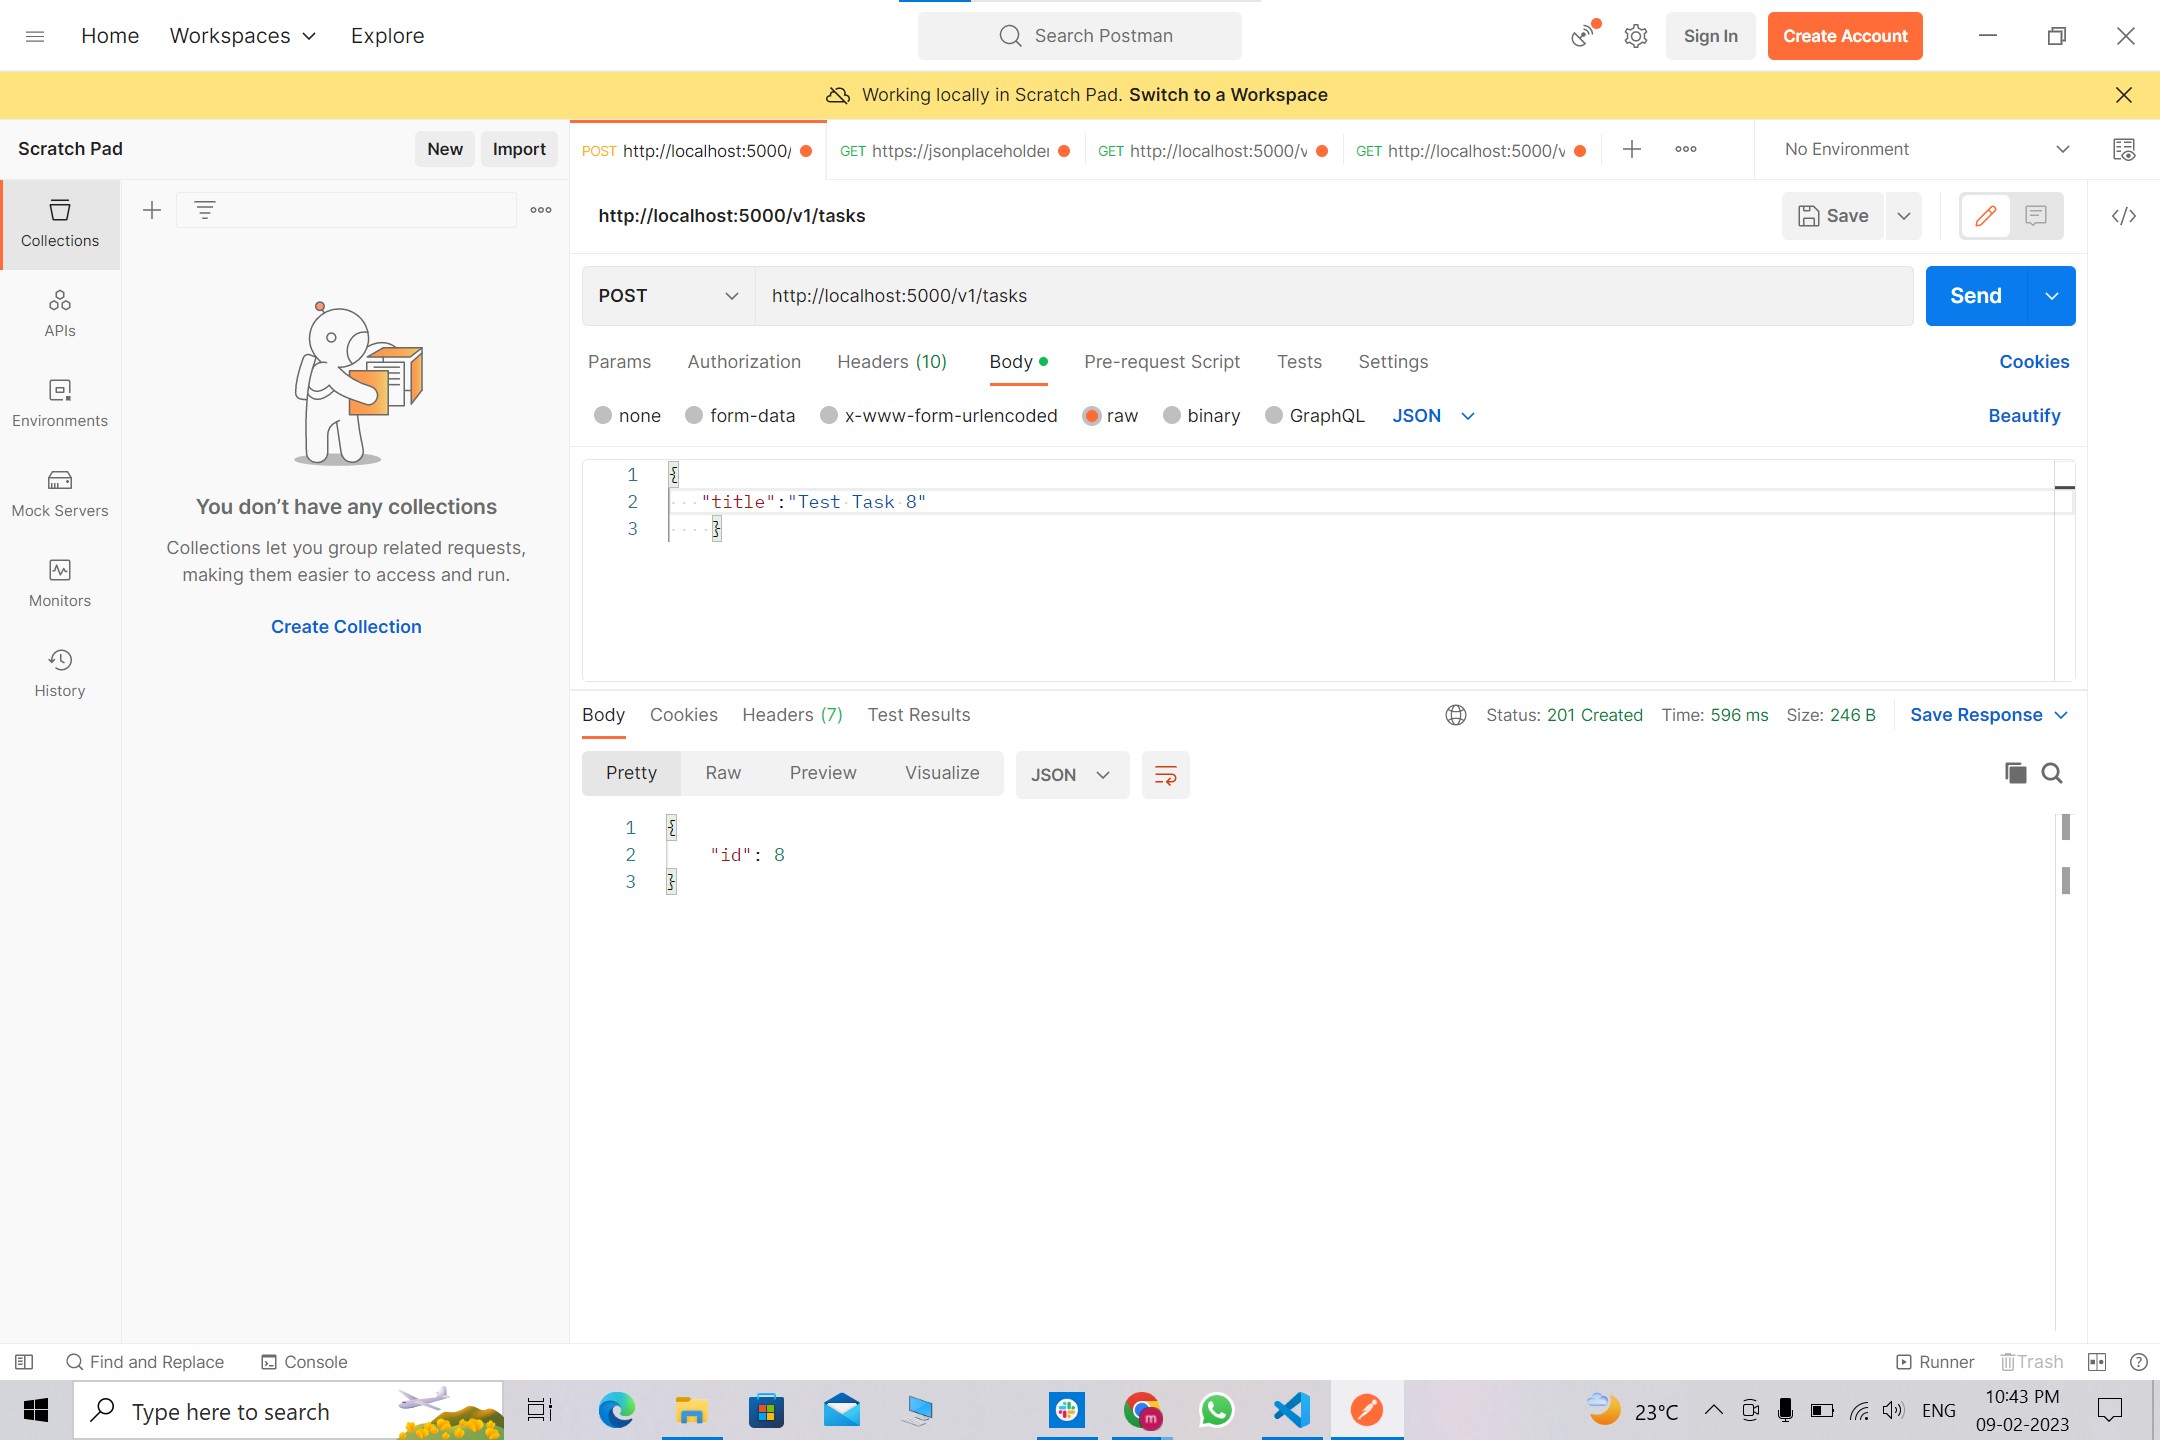 Home
Workspaces
Explore
Search Postman
Sign In
Create Account
Working locally in Scratch Pad. Switch to a Workspace
Scratch Pad
New
Import
POST http://localhost:5000/
GET https://jsonplaceholder
GET http://localhost:5000/v
GET http://localhost:5000/v
No Environment
Collections
APIs
Environments
Mock Servers
Monitors
History
You don’t have any collections
Collections let you group related requests,
making them easier to access and run.
Create Collection
http://localhost:5000/v1/tasks
Save
POST
http://localhost:5000/v1/tasks
Send
Params
Authorization
Headers (10)
Body
Pre-request Script
Tests
Settings
Cookies
none
form-data
x-www-form-urlencoded
raw
binary
GraphQL
JSON
Beautify
1 {
2 "title":"Test Task 8"
3 }
Body
Cookies
Headers (7)
Test Results
Status: 201 Created
Time: 596 ms
Size: 246 B
Save Response
Pretty
Raw
Preview
Visualize
JSON
1 {
2 "id": 8
3 }
Find and Replace
Console
Runner
Trash
Type here to search
m
23°C
ENG
10:43 PM
09-02-2023